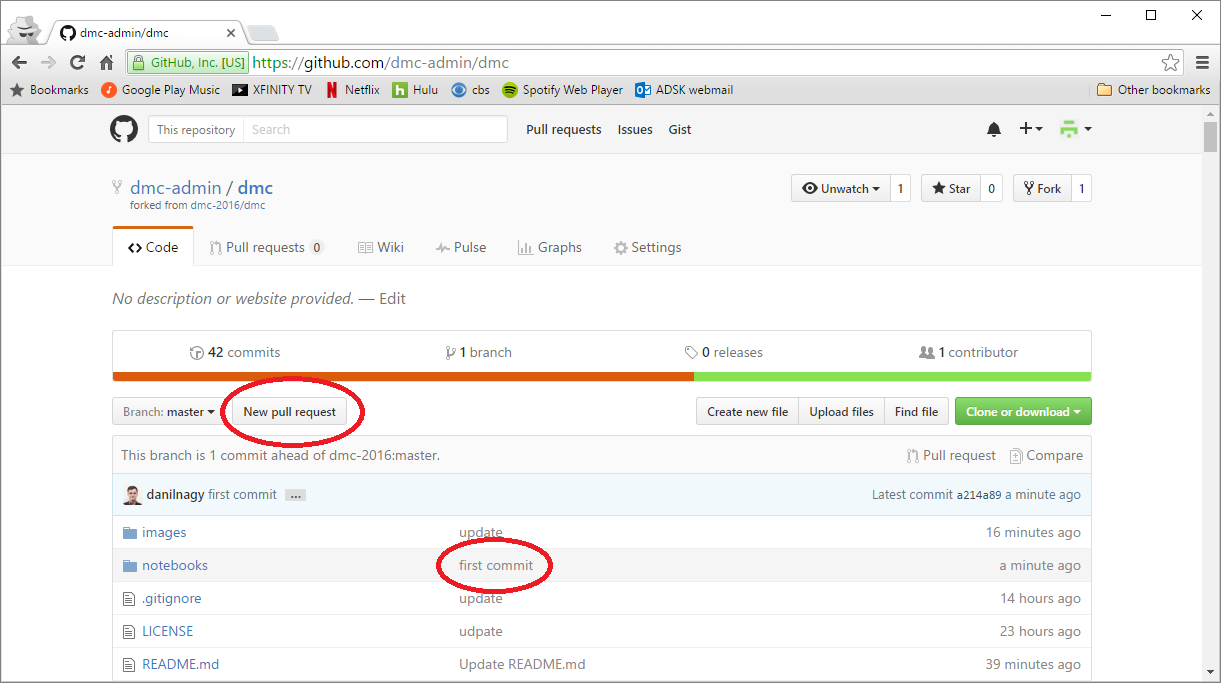 dmc-admin/dmc
GitHub, Inc. [US] https://github.com/dmc-admin/dmc
Bookmarks Google Play Music XFINITY TV Netflix Hulu cbs Spotify Web Player ADSK webmail Other bookmarks
This repository Search Pull requests Issues Gist
dmc-admin / dmc Unwatch 1 Star 0 Fork 1
forked from dmc-2016/dmc
Code Pull requests 0 Wiki Pulse Graphs Settings
No description or website provided. — Edit
42 commits 1 branch 0 releases 1 contributor
Branch: master New pull request Create new file Upload files Find file Clone or download
This branch is 1 commit ahead of dmc-2016:master. Pull request Compare
danilnagy first commit ... Latest commit a214a89 a minute ago
images update 16 minutes ago
notebooks first commit a minute ago
.gitignore update 14 hours ago
LICENSE udpate 23 hours ago
README.md Update README.md 39 minutes ago